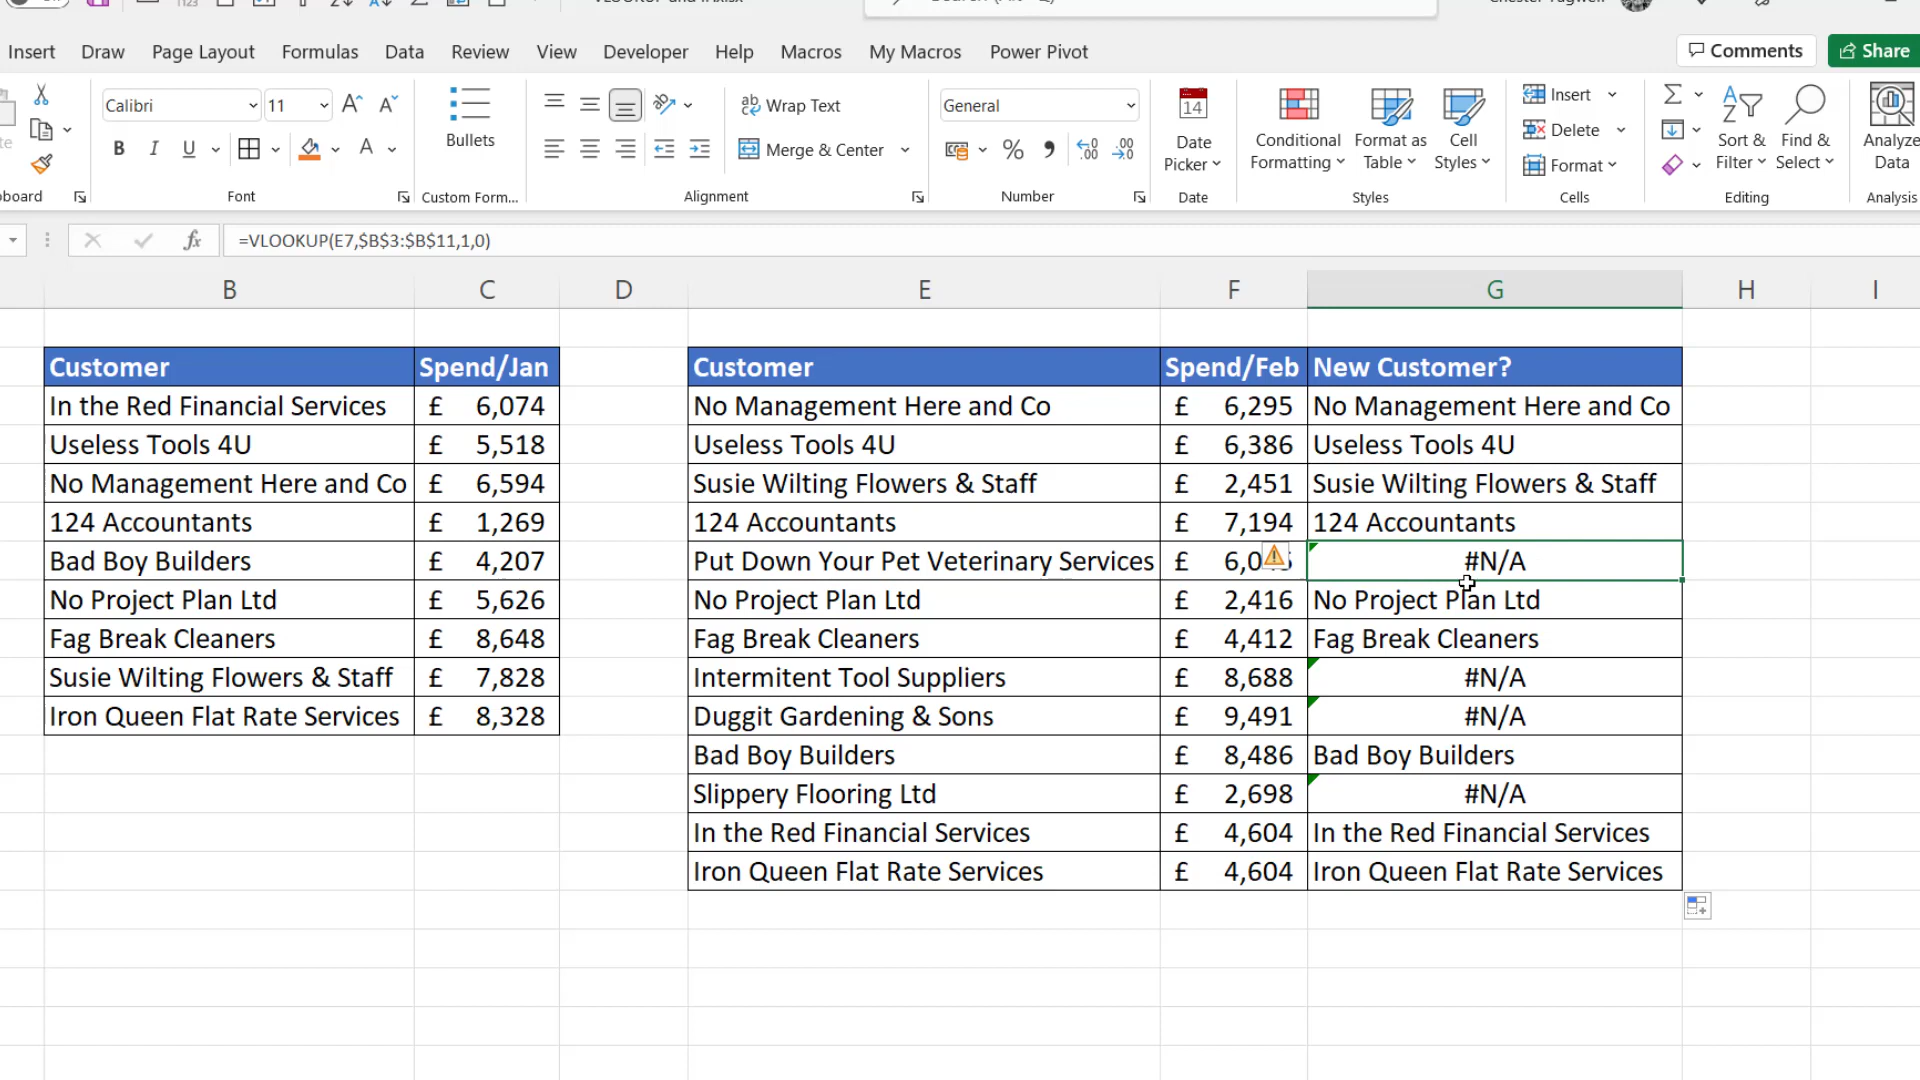 Insert Draw Page Layout Formulas Data Review View Developer Help Macros My Macros Power Pivot Comments Share
Calibri 11 Wrap Text General
Bullets Merge & Center Date Picker Conditional Formatting Format as Table Cell Styles Insert Delete Format Sort & Filter Find & Select Analyze Data
B I U
14
Font Custom Form... Alignment Number Date Styles Cells Editing Analysis
=VLOOKUP(E7,$B$3:$B$11,1,0)
B C D E F G H I
Customer Spend/Jan Customer Spend/Feb New Customer?
In the Red Financial Services £ 6,074 No Management Here and Co £ 6,295 No Management Here and Co
Useless Tools 4U £ 5,518 Useless Tools 4U £ 6,386 Useless Tools 4U
No Management Here and Co £ 6,594 Susie Wilting Flowers & Staff £ 2,451 Susie Wilting Flowers & Staff
124 Accountants £ 1,269 124 Accountants £ 7,194 124 Accountants
Bad Boy Builders £ 4,207 Put Down Your Pet Veterinary Services £ #N/A
No Project Plan Ltd £ 5,626 No Project Plan Ltd £ 2,416 No Project Plan Ltd
Fag Break Cleaners £ 8,648 Fag Break Cleaners £ 4,412 Fag Break Cleaners
Susie Wilting Flowers & Staff £ 7,828 Intermitent Tool Suppliers £ 8,688 #N/A
Iron Queen Flat Rate Services £ 8,328 Duggit Gardening & Sons £ 9,491 #N/A
Bad Boy Builders £ 8,486 Bad Boy Builders
Slippery Flooring Ltd £ 2,698 #N/A
In the Red Financial Services £ 4,604 In the Red Financial Services
Iron Queen Flat Rate Services £ 4,604 Iron Queen Flat Rate Services